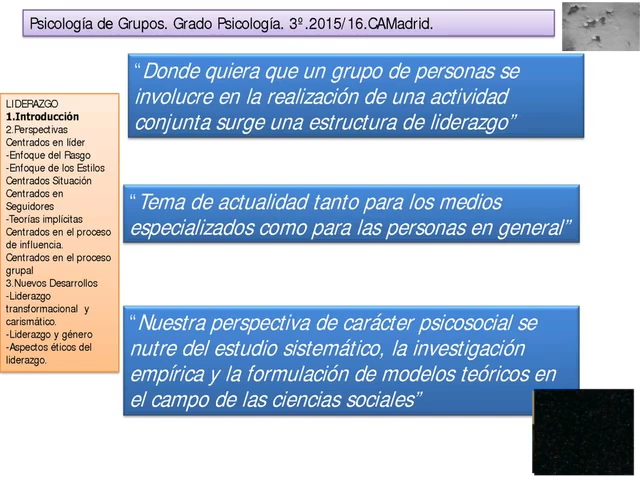 Psicología de Grupos. Grado Psicología. 3º.2015/16.CAMadrid.
LIDERAZGO
1.Introducción
2.Perspectivas
Centrados en líder
-Enfoque del Rasgo
-Enfoque de los Estilos
Centrados Situación
Centrados en
Seguidores
-Teorías implícitas
Centrados en el proceso
de influencia.
Centrados en el proceso
grupal
3.Nuevos Desarrollos
-Liderazgo
transformacional y
carismático.
-Liderazgo y género
-Aspectos éticos del
liderazgo.
“Donde quiera que un grupo de personas se
involucre en la realización de una actividad
conjunta surge una estructura de liderazgo”
“Tema de actualidad tanto para los medios
especializados como para las personas en general”
“Nuestra perspectiva de carácter psicosocial se
nutre del estudio sistemático, la investigación
empírica y la formulación de modelos teóricos en
el campo de las ciencias sociales”